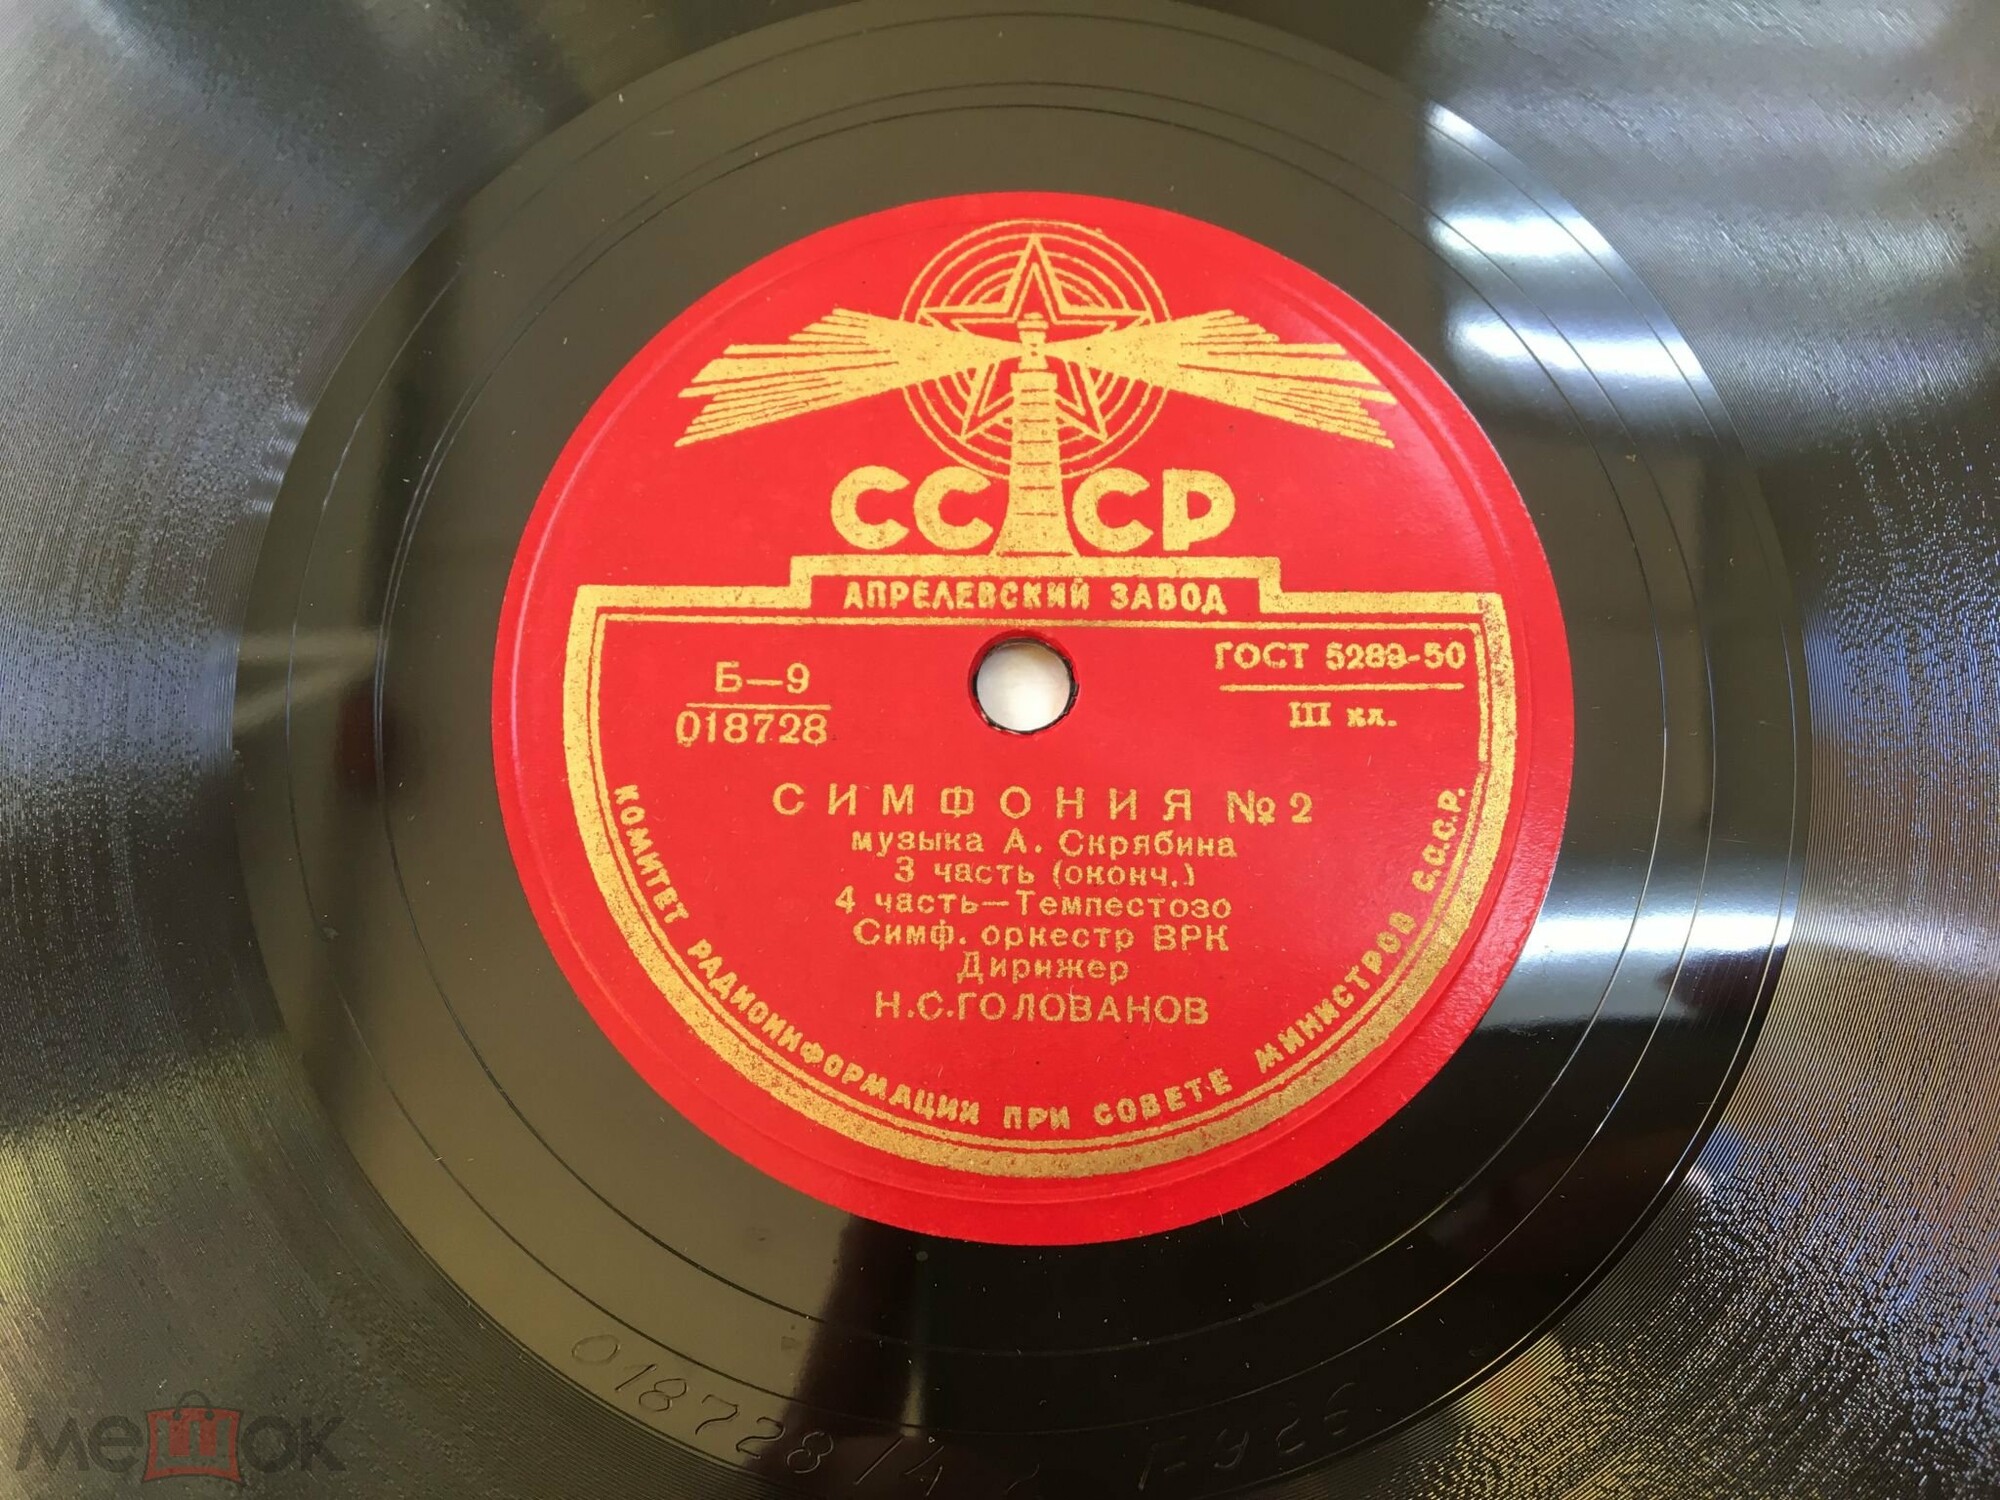 СССР
АПРЕЛЕВСКИЙ ЗАВОД
Б—9
018728
ГОСТ 5289-50
III кл.
СИМФОНИЯ №2
музыка А. Скрябина
3 часть (оконч.)
4 часть—Темпестозо
Симф. оркестр ВРК
Дирижер
Н.С.ГОЛОВАНОВ
КОМИТЕТ РАДИОИНФОРМАЦИИ ПРИ СОВЕТЕ МИНИСТРОВ С.С.С.Р.
018728/4
мешок